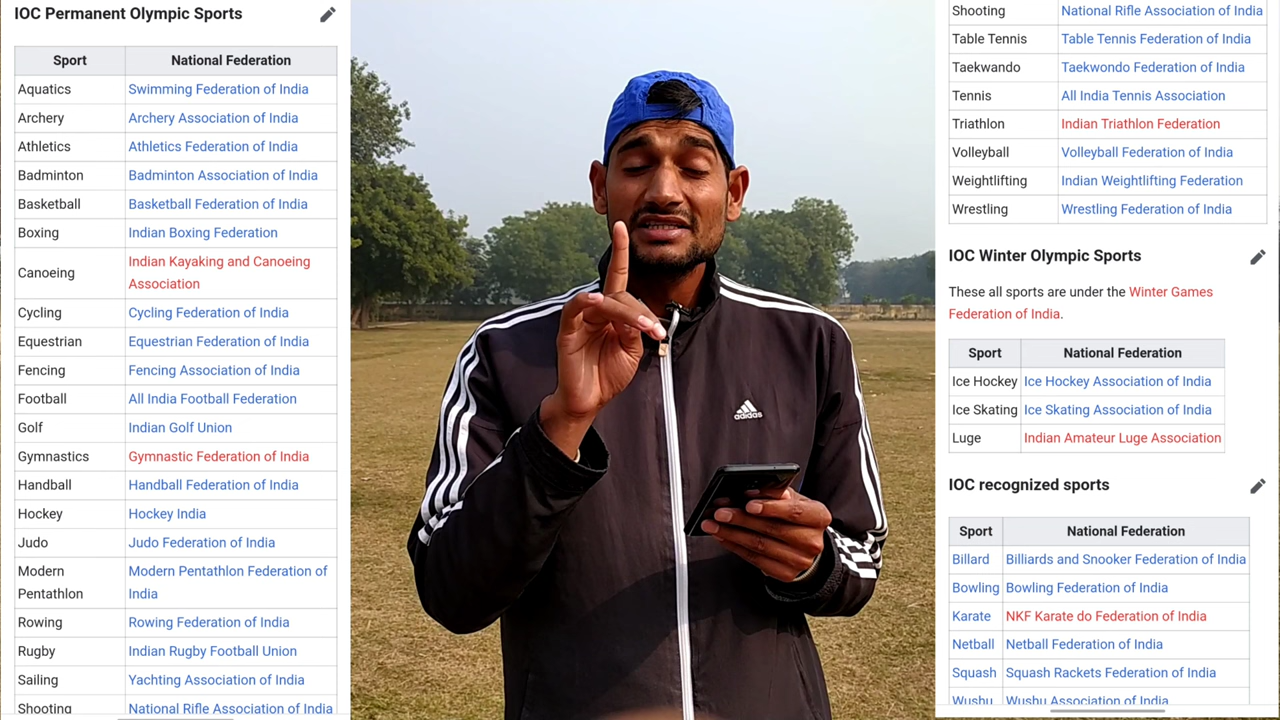 IOC Permanent Olympic Sports
Sport National Federation
Aquatics Swimming Federation of India
Archery Archery Association of India
Athletics Athletics Federation of India
Badminton Badminton Association of India
Basketball Basketball Federation of India
Boxing Indian Boxing Federation
Canoeing Indian Kayaking and Canoeing
Association
Cycling Cycling Federation of India
Equestrian Equestrian Federation of India
Fencing Fencing Association of India
Football All India Football Federation
Golf Indian Golf Union
Gymnastics Gymnastic Federation of India
Handball Handball Federation of India
Hockey Hockey India
Judo Judo Federation of India
Modern Modern Pentathlon Federation of
Pentathlon India
Rowing Rowing Federation of India
Rugby Indian Rugby Football Union
Sailing Yachting Association of India
Shooting National Rifle Association of India
adidas
Shooting National Rifle Association of India
Table Tennis Table Tennis Federation of India
Taekwando Taekwondo Federation of India
Tennis All India Tennis Association
Triathlon Indian Triathlon Federation
Volleyball Volleyball Federation of India
Weightlifting Indian Weightlifting Federation
Wrestling Wrestling Federation of India
IOC Winter Olympic Sports
These all sports are under the Winter Games
Federation of India.
Sport National Federation
Ice Hockey Ice Hockey Association of India
Ice Skating Ice Skating Association of India
Luge Indian Amateur Luge Association
IOC recognized sports
Sport National Federation
Billard Billiards and Snooker Federation of India
Bowling Bowling Federation of India
Karate NKF Karate do Federation of India
Netball Netball Federation of India
Squash Squash Rackets Federation of India
Wushu Wushu Association of India